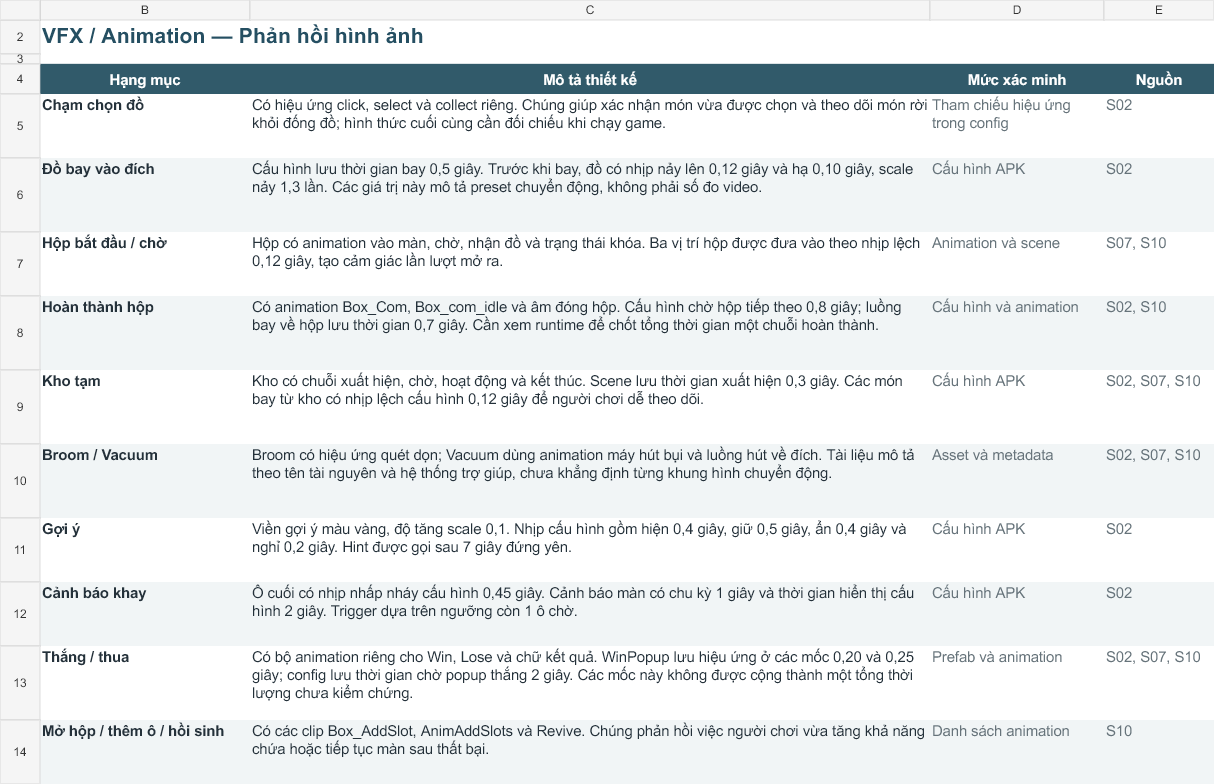 B C D E
2 VFX / Animation — Phản hồi hình ảnh
3
4 Hạng mục Mô tả thiết kế Mức xác minh Nguồn
5 Chạm chọn đồ Có hiệu ứng click, select và collect riêng. Chúng giúp xác nhận món vừa được chọn và theo dõi món rời Tham chiếu hiệu ứng S02
khỏi đống đồ; hình thức cuối cùng cần đối chiếu khi chạy game. trong config
6 Đồ bay vào đích Cấu hình lưu thời gian bay 0,5 giây. Trước khi bay, đồ có nhịp nảy lên 0,12 giây và hạ 0,10 giây, scale Cấu hình APK S02
nảy 1,3 lần. Các giá trị này mô tả preset chuyển động, không phải số đo video.
7 Hộp bắt đầu / chờ Hộp có animation vào màn, chờ, nhận đồ và trạng thái khóa. Ba vị trí hộp được đưa vào theo nhịp lệch Animation và scene S07, S10
0,12 giây, tạo cảm giác lần lượt mở ra.
8 Hoàn thành hộp Có animation Box_Com, Box_com_idle và âm đóng hộp. Cấu hình chờ hộp tiếp theo 0,8 giây; luồng Cấu hình và animation S02, S10
bay về hộp lưu thời gian 0,7 giây. Cần xem runtime để chốt tổng thời gian một chuỗi hoàn thành.
9 Kho tạm Kho có chuỗi xuất hiện, chờ, hoạt động và kết thúc. Scene lưu thời gian xuất hiện 0,3 giây. Các món Cấu hình APK S02, S07, S10
bay từ kho có nhịp lệch cấu hình 0,12 giây để người chơi dễ theo dõi.
10 Broom / Vacuum Broom có hiệu ứng quét dọn; Vacuum dùng animation máy hút bụi và luồng hút về đích. Tài liệu mô tả Asset và metadata S02, S07, S10
theo tên tài nguyên và hệ thống trợ giúp, chưa khẳng định từng khung hình chuyển động.
11 Gợi ý Viền gợi ý màu vàng, độ tăng scale 0,1. Nhịp cấu hình gồm hiện 0,4 giây, giữ 0,5 giây, ẩn 0,4 giây và Cấu hình APK S02
nghỉ 0,2 giây. Hint được gọi sau 7 giây đứng yên.
12 Cảnh báo khay Ô cuối có nhịp nhấp nháy cấu hình 0,45 giây. Cảnh báo màn có chu kỳ 1 giây và thời gian hiển thị cấu Cấu hình APK S02
hình 2 giây. Trigger dựa trên ngưỡng còn 1 ô chờ.
13 Thắng / thua Có bộ animation riêng cho Win, Lose và chữ kết quả. WinPopup lưu hiệu ứng ở các mốc 0,20 và 0,25 Prefab và animation S02, S07, S10
giây; config lưu thời gian chờ popup thắng 2 giây. Các mốc này không được cộng thành một tổng thời
lượng chưa kiểm chứng.
14 Mở hộp / thêm ô / hồi sinh Có các clip Box_AddSlot, AnimAddSlots và Revive. Chúng phản hồi việc người chơi vừa tăng khả năng Danh sách animation S10
chứa hoặc tiếp tục màn sau thất bại.